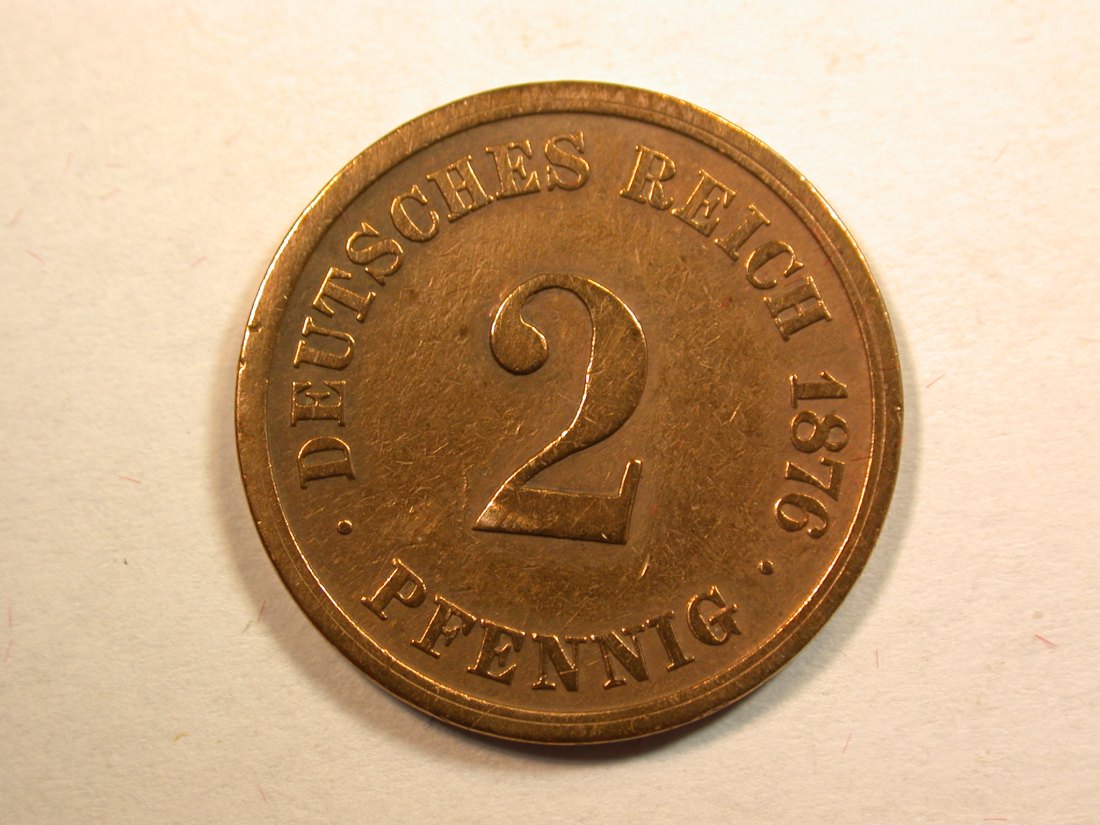 DEUTSCHES REICH 1876
2
· PFENNIG ·